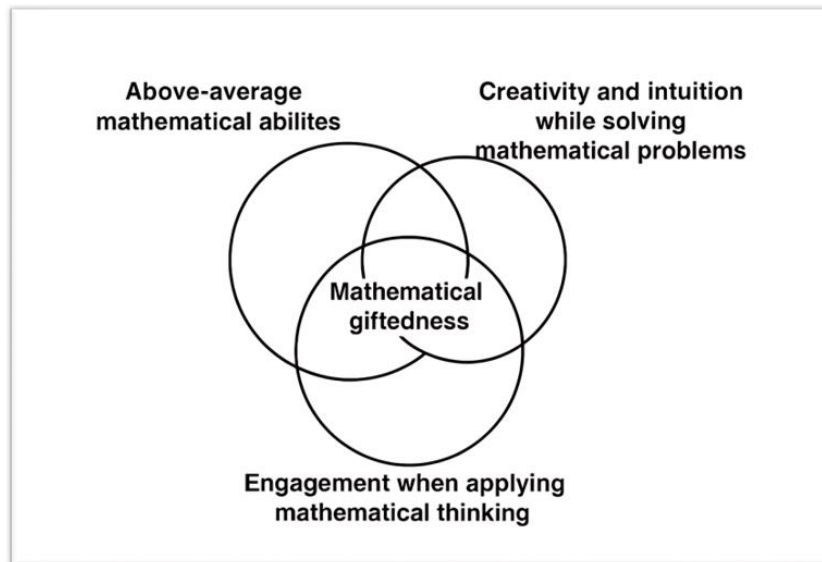 Above-average
mathematical abilites
Creativity and intuition
while solving
mathematical problems
Mathematical
giftedness
Engagement when applying
mathematical thinking